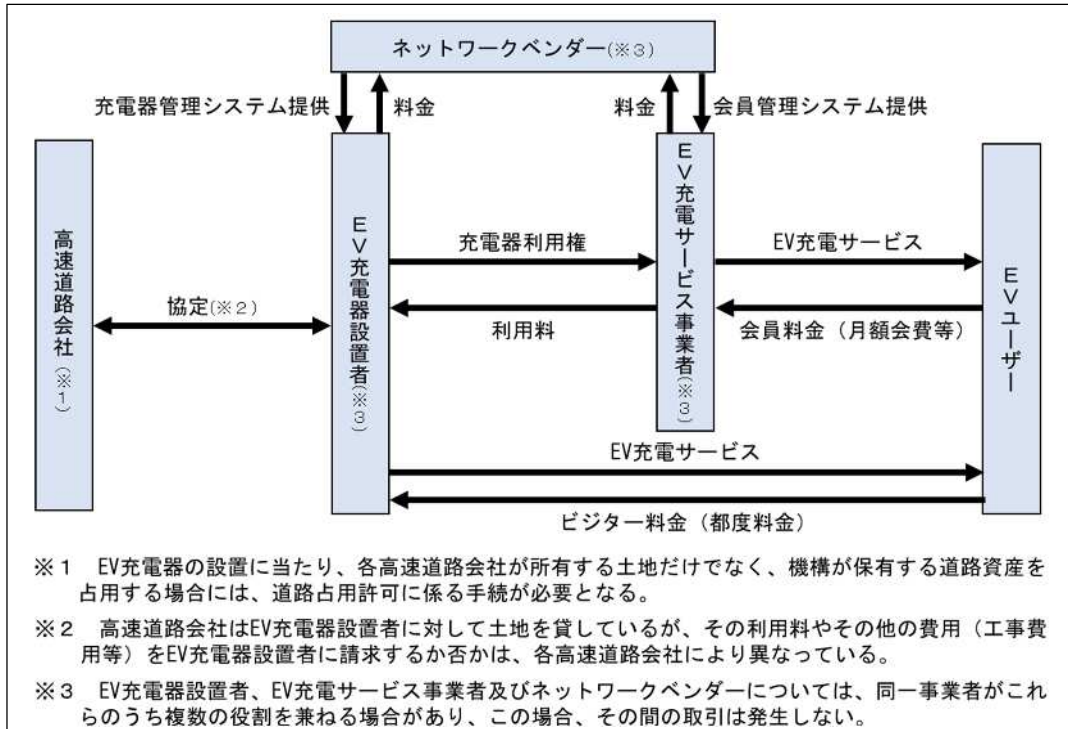 ネットワークベンダー(※3)
充電器管理システム提供
料金
料金
会員管理システム提供
高速道路会社(※1)
EV充電器設置者(※3)
EV充電サービス事業者(※3)
EVユーザー
協定(※2)
充電器利用権
利用料
EV充電サービス
会員料金（月額会費等）
EV充電サービス
ビジター料金（都度料金）
※1 EV充電器の設置に当たり、各高速道路会社が所有する土地だけでなく、機構が保有する道路資産を
占用する場合には、道路占用許可に係る手続が必要となる。
※2 高速道路会社はEV充電器設置者に対して土地を貸しているが、その利用料やその他の費用（工事費
用等）をEV充電器設置者に請求するか否かは、各高速道路会社により異なっている。
※3 EV充電器設置者、EV充電サービス事業者及びネットワークベンダーについては、同一事業者がこれ
らのうち複数の役割を兼ねる場合があり、この場合、その間の取引は発生しない。